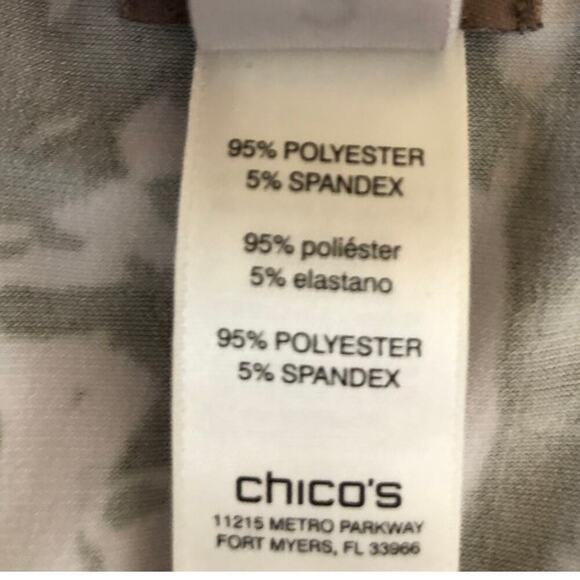 95% POLYESTER
5% SPANDEX
95% poliéster
5% elastano
95% POLYESTER
5% SPANDEX
chico's
11215 METRO PARKWAY
FORT MYERS, FL 33966